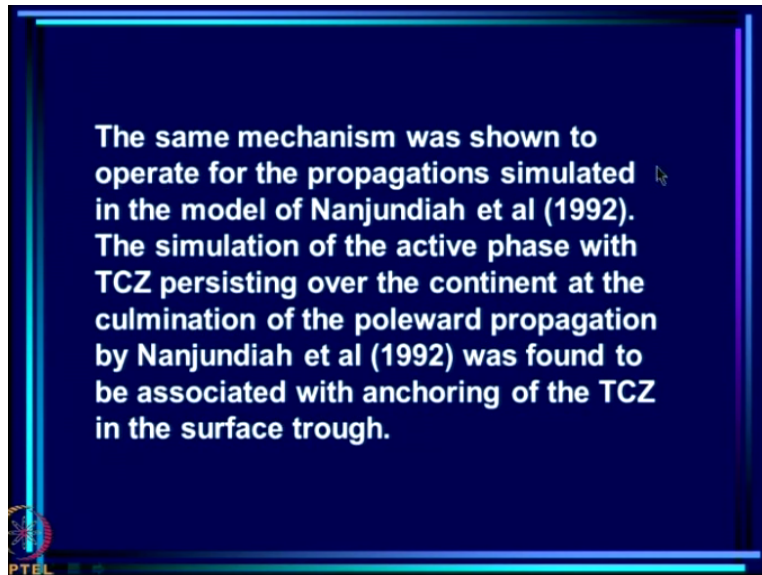 The same mechanism was shown to
operate for the propagations simulated
in the model of Nanjundiah et al (1992).
The simulation of the active phase with
TCZ persisting over the continent at the
culmination of the poleward propagation
by Nanjundiah et al (1992) was found to
be associated with anchoring of the TCZ
in the surface trough.
PTEL